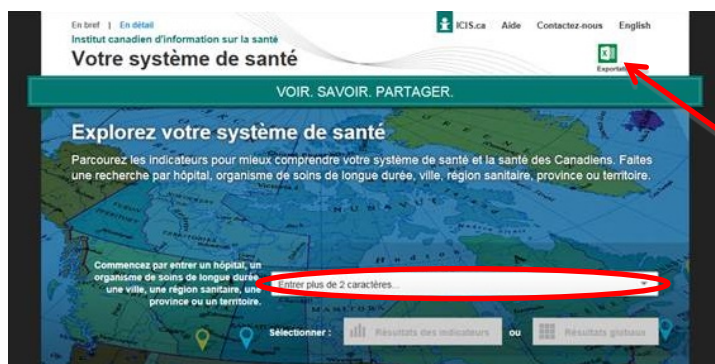 En bref | En détail
ICIS.ca Aide Contactez-nous English
Institut canadien d'information sur la santé
Votre système de santé
VOIR. SAVOIR. PARTAGER.
Explorez votre système de santé
Parcourez les indicateurs pour mieux comprendre votre système de santé et la santé des Canadiens. Faites
une recherche par hôpital, organisme de soins de longue durée, ville, région sanitaire, province ou territoire.
NUNAVUT
Commencez par entrer un hôpital, un
organisme de soins de longue durée,
une ville, une région sanitaire, une
province ou un territoire.
Entrer plus de 2 caractères...
MANITOBA
Sélectionner : Résultats des indicateurs ou Résultats globaux